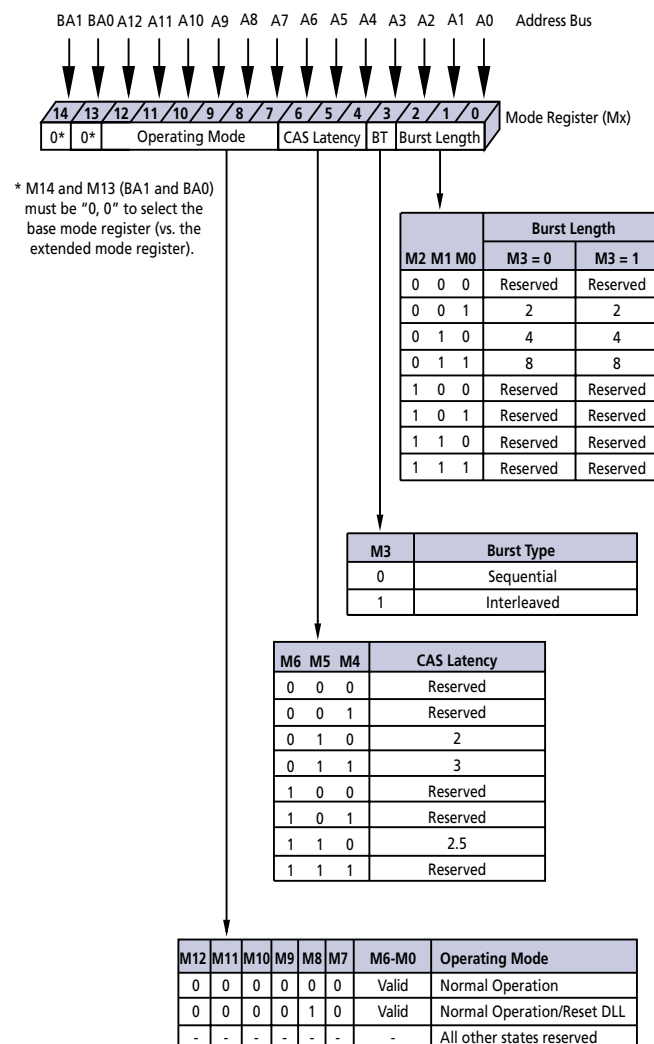 BA1 BA0 A12 A11 A10 A9 A8 A7 A6 A5 A4 A3 A2 A1 A0 Address Bus
14 13 12 11 10 9 8 7 6 5 4 3 2 1 0 Mode Register (Mx)
0* 0* Operating Mode CAS Latency BT Burst Length
* M14 and M13 (BA1 and BA0)
must be “0, 0” to select the
base mode register (vs. the
extended mode register).
Burst Length
M2 M1 M0 M3 = 0 M3 = 1
0 0 0 Reserved Reserved
0 0 1 2 2
0 1 0 4 4
0 1 1 8 8
1 0 0 Reserved Reserved
1 0 1 Reserved Reserved
1 1 0 Reserved Reserved
1 1 1 Reserved Reserved
M3 Burst Type
0 Sequential
1 Interleaved
M6 M5 M4 CAS Latency
0 0 0 Reserved
0 0 1 Reserved
0 1 0 2
0 1 1 3
1 0 0 Reserved
1 0 1 Reserved
1 1 0 2.5
1 1 1 Reserved
M12 M11 M10 M9 M8 M7 M6-M0 Operating Mode
0 0 0 0 0 0 Valid Normal Operation
0 0 0 0 1 0 Valid Normal Operation/Reset DLL
- - - - - - - All other states reserved